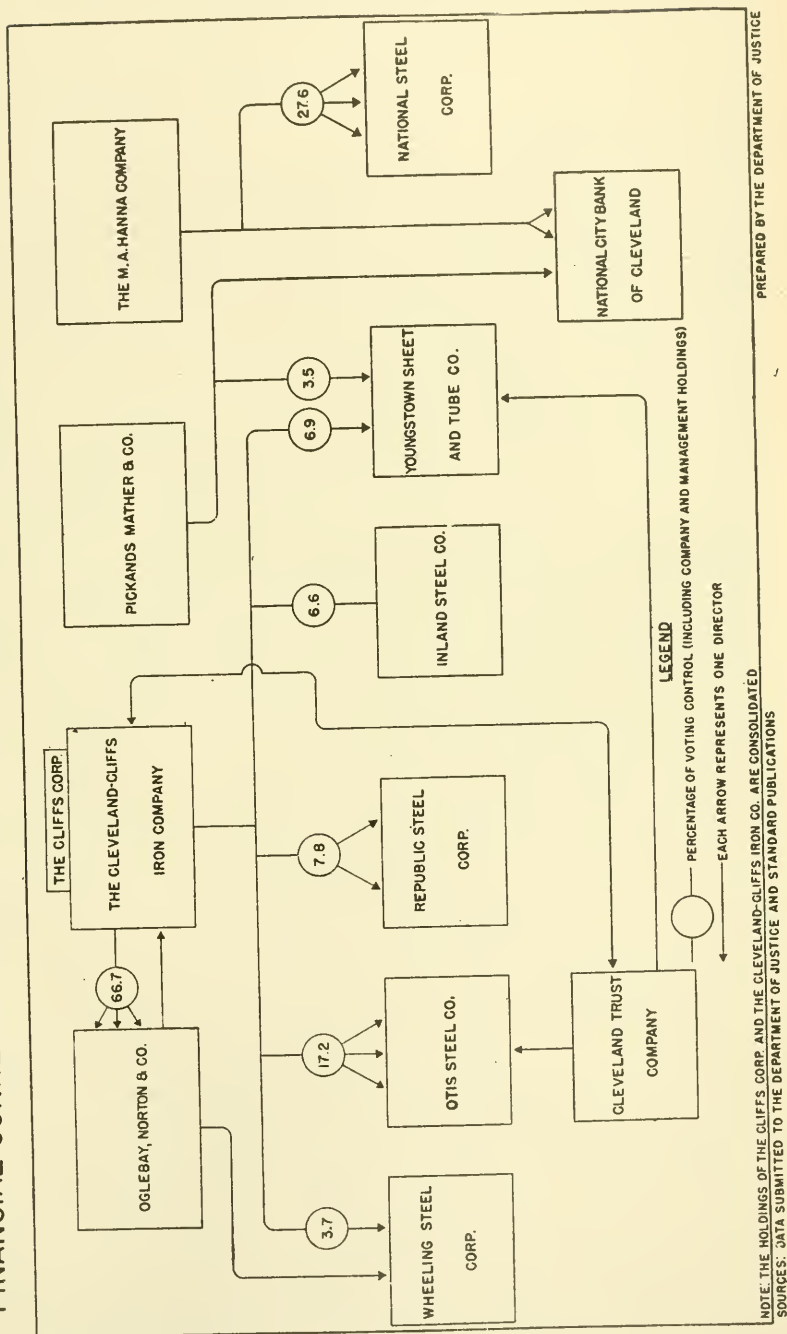 FINANCIAL
THE CLIFFS CORP.
OGLEBAY, NORTON & CO.
66.7
THE CLEVELAND-CLIFFS
IRON COMPANY
PICKANDS MATHER & CO.
THE M. A. HANNA COMPANY
3.7
17.2
7.8
6.6
6.9
3.5
27.6
WHEELING STEEL
CORP.
OTIS STEEL CO.
REPUBLIC STEEL
CORP.
INLAND STEEL CO.
YOUNGSTOWN SHEET
AND TUBE CO.
NATIONAL STEEL
CORP.
CLEVELAND TRUST
COMPANY
NATIONAL CITY BANK
OF CLEVELAND
LEGEND
PERCENTAGE OF VOTING CONTROL (INCLUDING COMPANY AND MANAGEMENT HOLDINGS)
EACH ARROW REPRESENTS ONE DIRECTOR
NOTE: THE HOLDINGS OF THE CLIFFS CORP. AND THE CLEVELAND-CLIFFS IRON CO. ARE CONSOLIDATED
SOURCES: DATA SUBMITTED TO THE DEPARTMENT OF JUSTICE AND STANDARD PUBLICATIONS
PREPARED BY THE DEPARTMENT OF JUSTICE